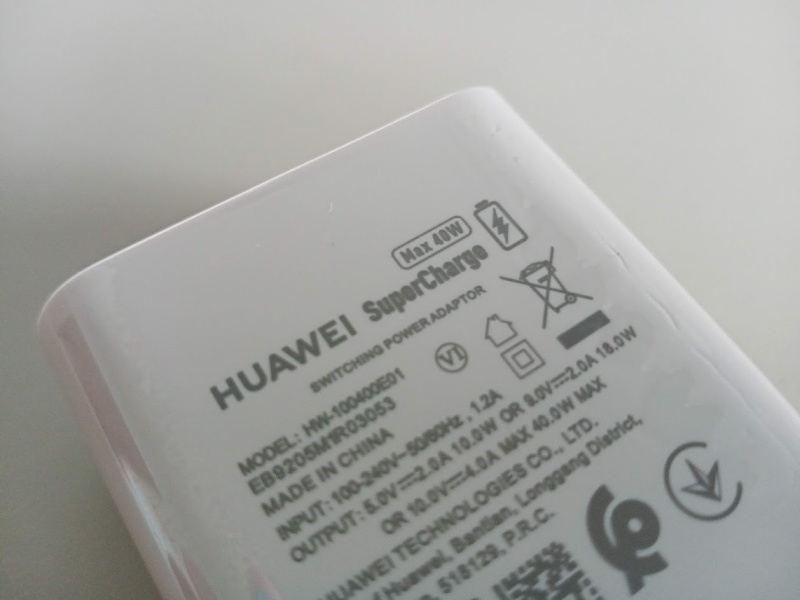 Max 40W
HUAWEI SuperCharge
SWITCHING POWER ADAPTOR
VI
MODEL: HW-100400E01
EB9205M1R03053
MADE IN CHINA
INPUT: 100-240V~50/60Hz , 1.2A
OUTPUT: 5.0V⎓2.0A 10.0W OR 9.0V⎓2.0A 18.0W
OR 10.0V⎓4.0A MAX 40.0W MAX
HUAWEI TECHNOLOGIES CO., LTD.
of Huawei, Bantian, Longgang District,
518129, P.R.C.